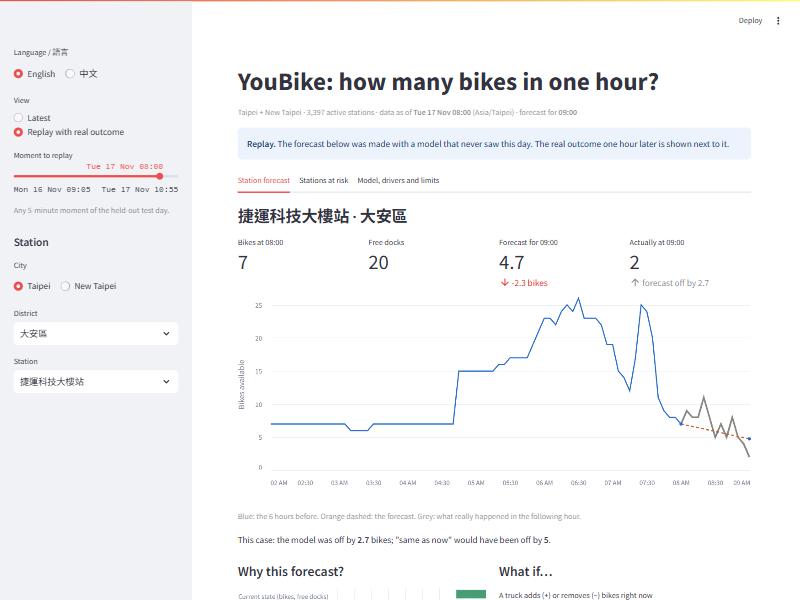 Deploy
Language / 語言
English
中文
View
Latest
Replay with real outcome
Moment to replay
Tue 17 Nov 08:00
Mon 16 Nov 09:05
Tue 17 Nov 10:55
Any 5-minute moment of the held-out test day.
Station
City
Taipei
New Taipei
District
大安區
Station
捷運科技大樓站
YouBike: how many bikes in one hour?
Taipei + New Taipei · 3,397 active stations · data as of Tue 17 Nov 08:00 (Asia/Taipei) · forecast for 09:00
Replay. The forecast below was made with a model that never saw this day. The real outcome one hour later is shown next to it.
Station forecast
Stations at risk
Model, drivers and limits
捷運科技大樓站 · 大安區
Bikes at 08:00
Free docks
Forecast for 09:00
Actually at 09:00
7
20
4.7
2
↓ -2.3 bikes
↑ forecast off by 2.7
Bikes available
25
20
15
10
5
0
02 AM 02:30 03 AM 03:30 04 AM 04:30 05 AM 05:30 06 AM 06:30 07 AM 07:30 08 AM 08:30 09 AM
Blue: the 6 hours before. Orange dashed: the forecast. Grey: what really happened in the following hour.
This case: the model was off by 2.7 bikes; "same as now" would have been off by 5.
Why this forecast?
What if…
Current state (bikes, free docks)
A truck adds (+) or removes (−) bikes right now